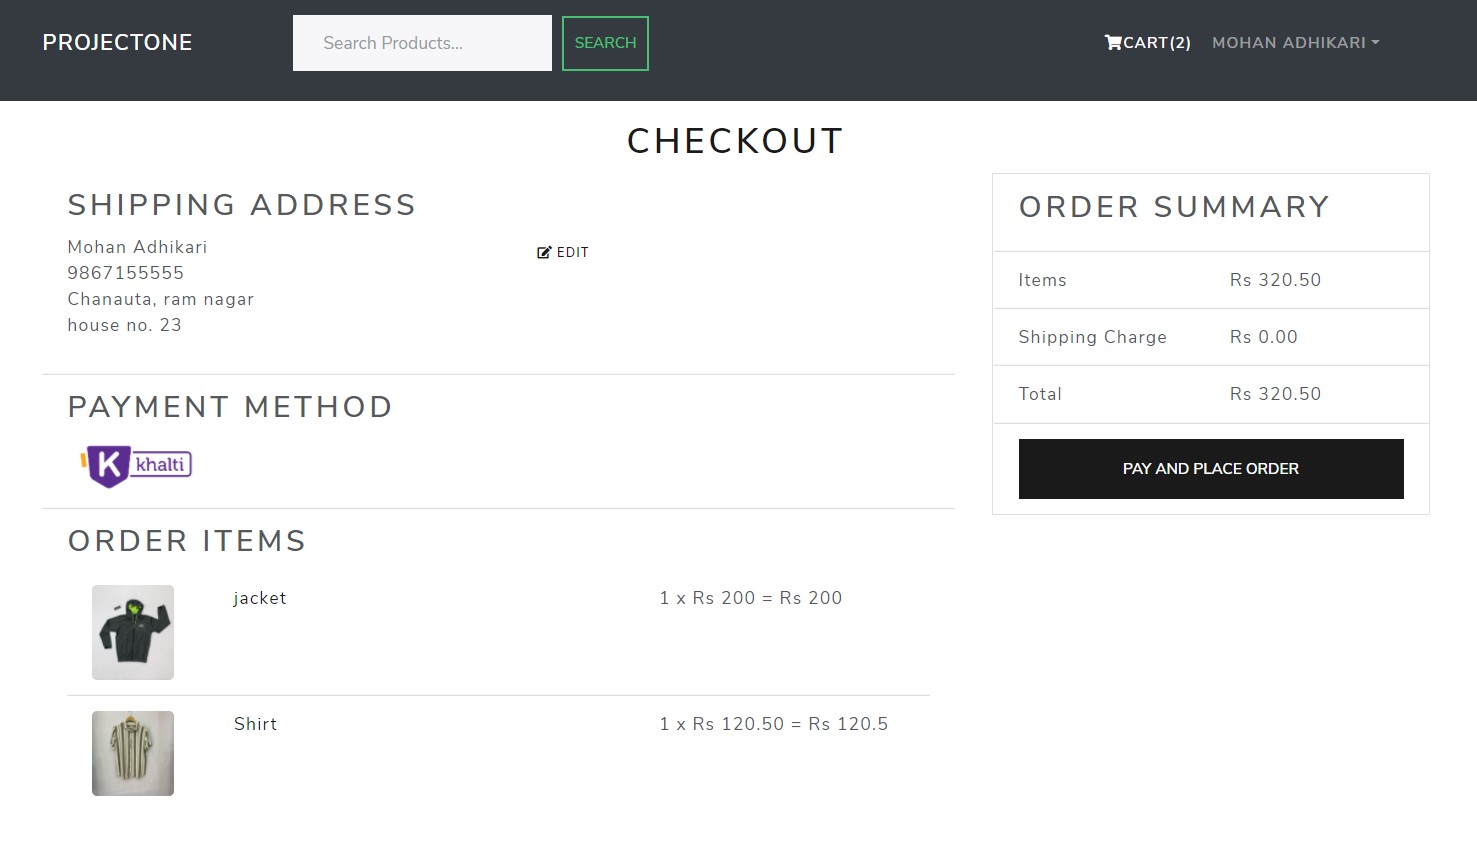 PROJECTONE
Search Products...
SEARCH
CART(2)
MOHAN ADHIKARI
CHECKOUT
SHIPPING ADDRESS
Mohan Adhikari
9867155555
Chanauta, ram nagar
house no. 23
EDIT
PAYMENT METHOD
K khalti
ORDER ITEMS
jacket
1 x Rs 200 = Rs 200
Shirt
1 x Rs 120.50 = Rs 120.5
ORDER SUMMARY
Items Rs 320.50
Shipping Charge Rs 0.00
Total Rs 320.50
PAY AND PLACE ORDER